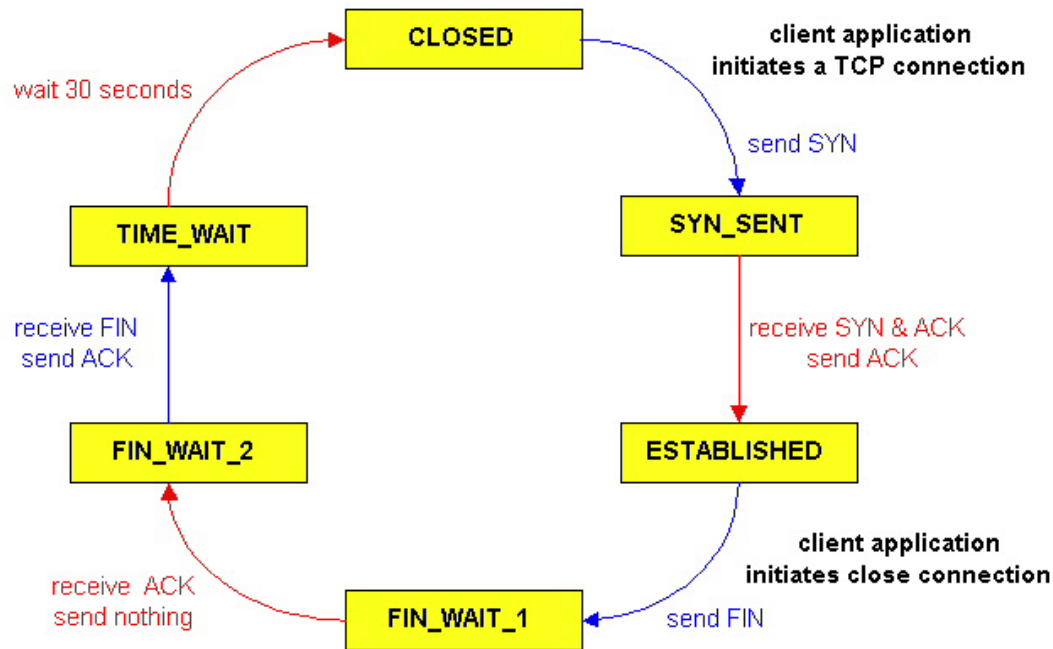 CLOSED
client application
initiates a TCP connection
wait 30 seconds
send SYN
TIME_WAIT
SYN_SENT
receive FIN
send ACK
receive SYN & ACK
send ACK
FIN_WAIT_2
ESTABLISHED
client application
initiates close connection
receive ACK
send nothing
FIN_WAIT_1
send FIN